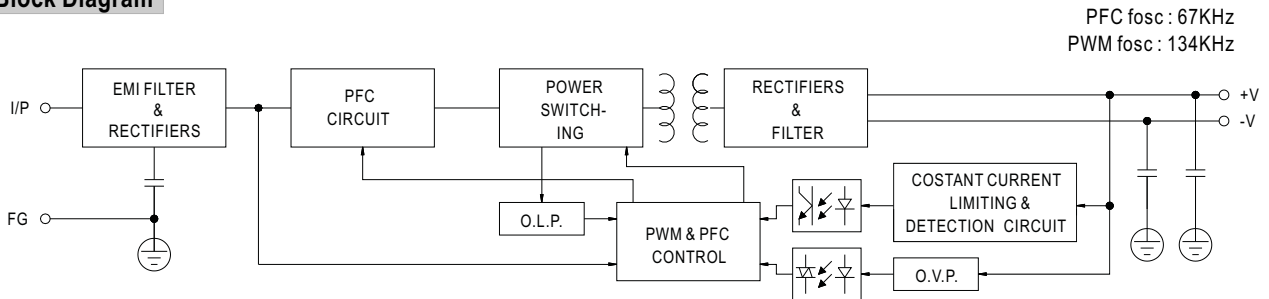 Block Diagram
PFC fosc : 67KHz
PWM fosc : 134KHz
I/P
EMI FILTER
&
RECTIFIERS
PFC
CIRCUIT
POWER
SWITCH-
ING
RECTIFIERS
&
FILTER
+V
-V
FG
O.L.P.
PWM & PFC
CONTROL
COSTANT CURRENT
LIMITING &
DETECTION CIRCUIT
O.V.P.